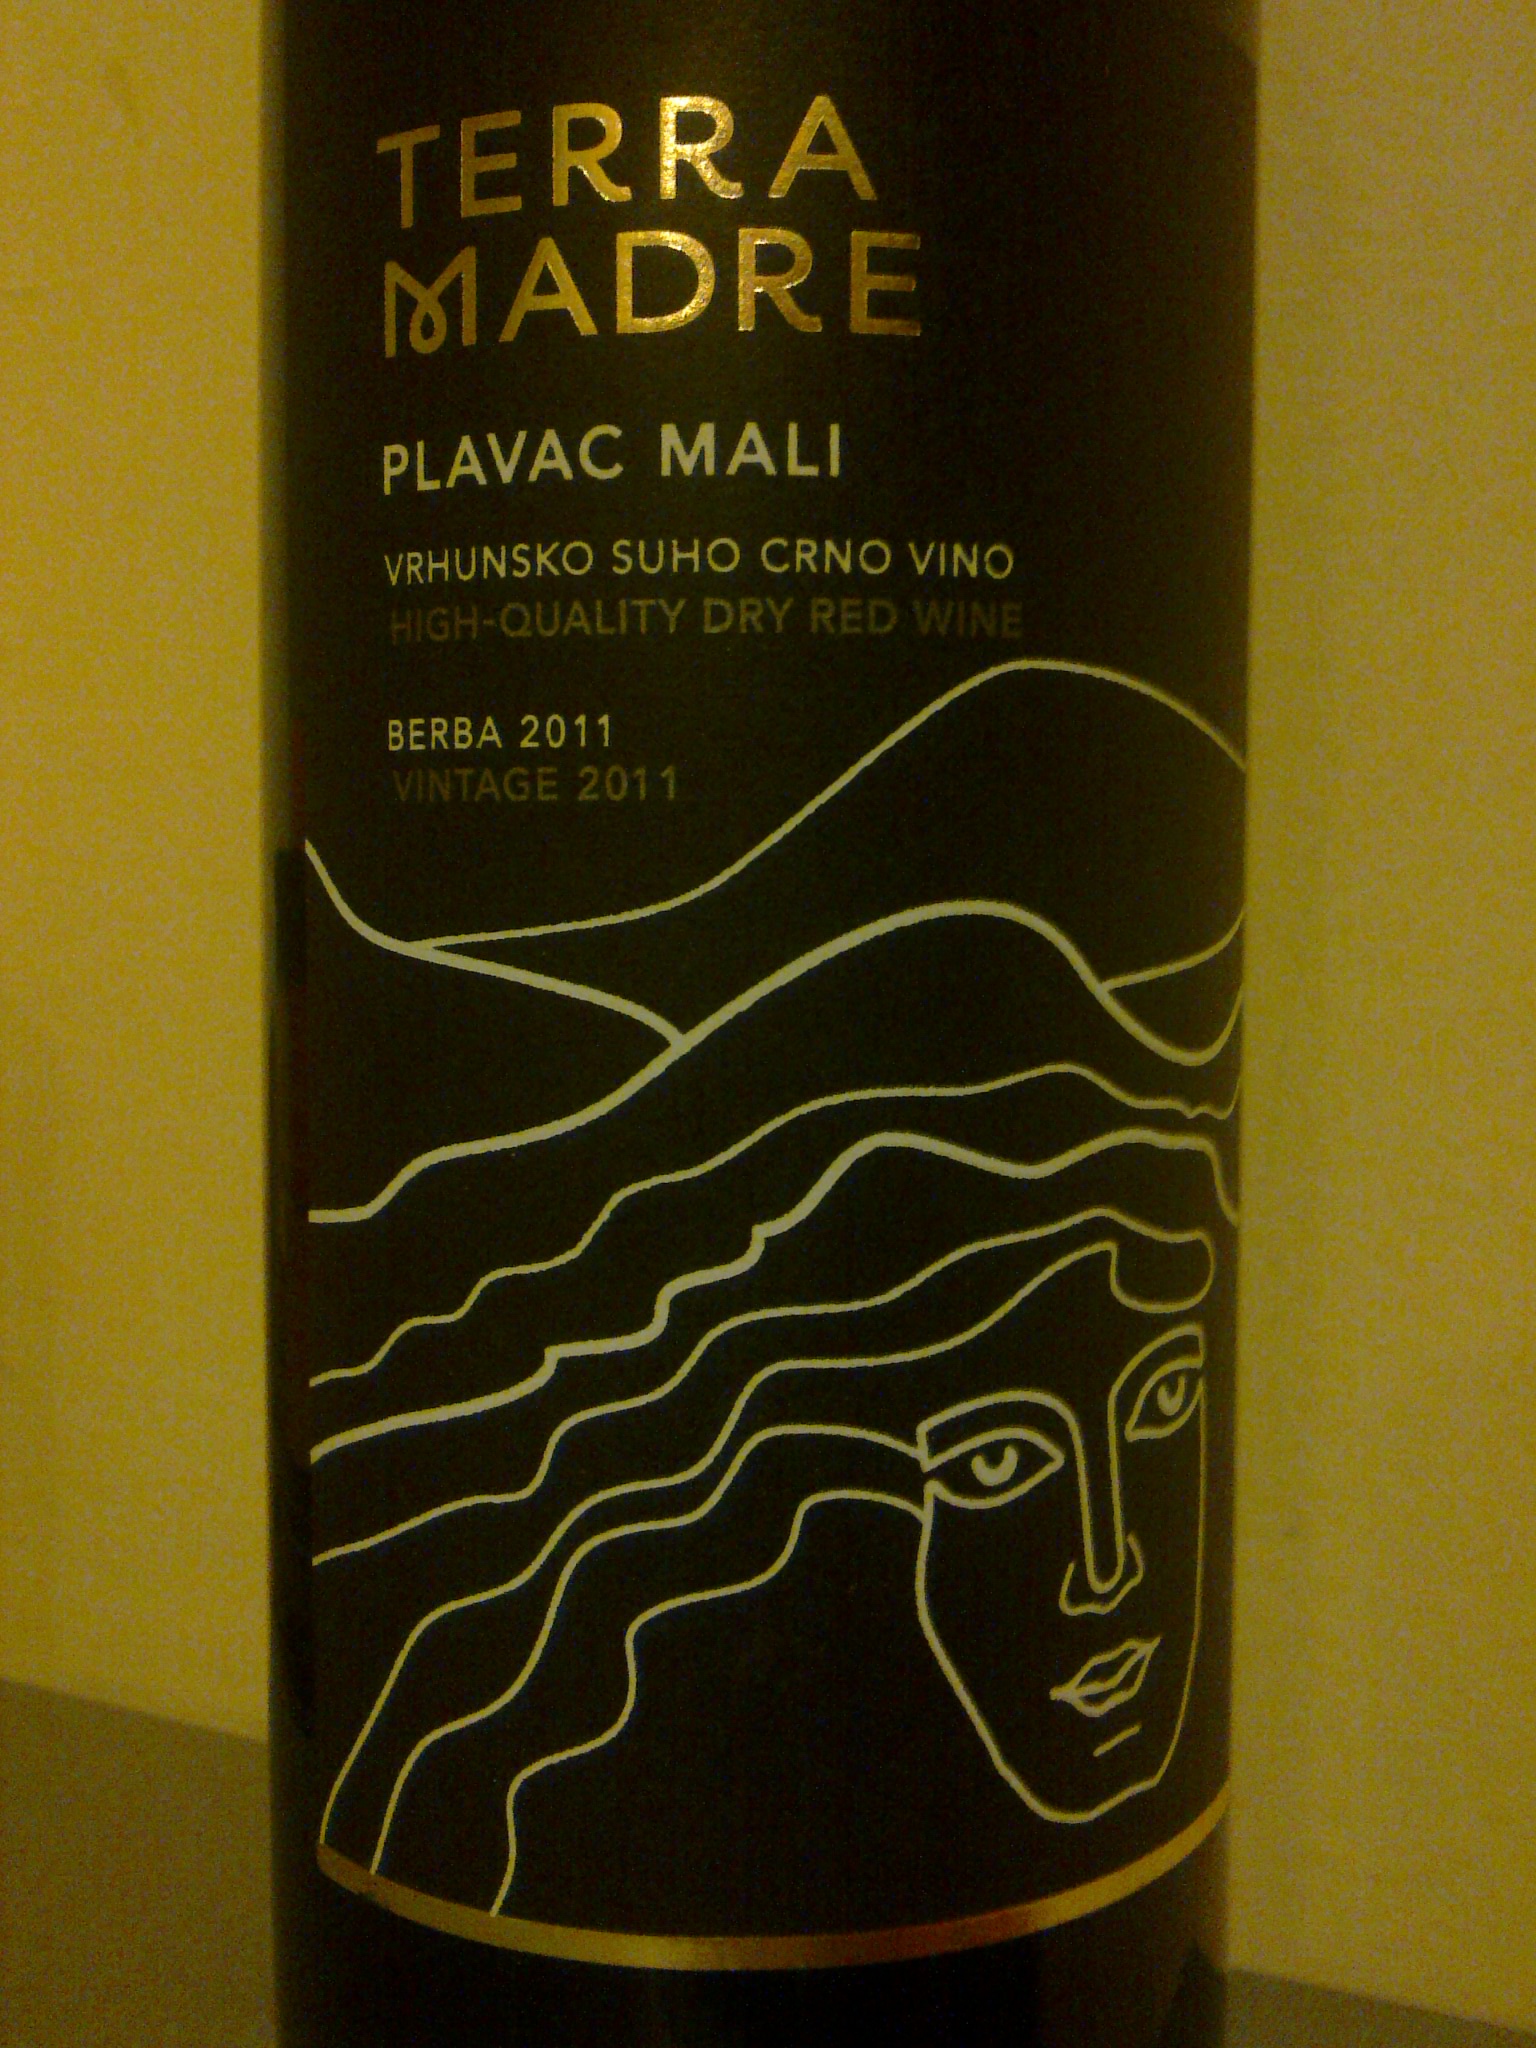 TERRA
MADRE
PLAVAC MALI
VRHUNSKO SUHO CRNO VINO
HIGH-QUALITY DRY RED WINE
BERBA 2011
VINTAGE 2011